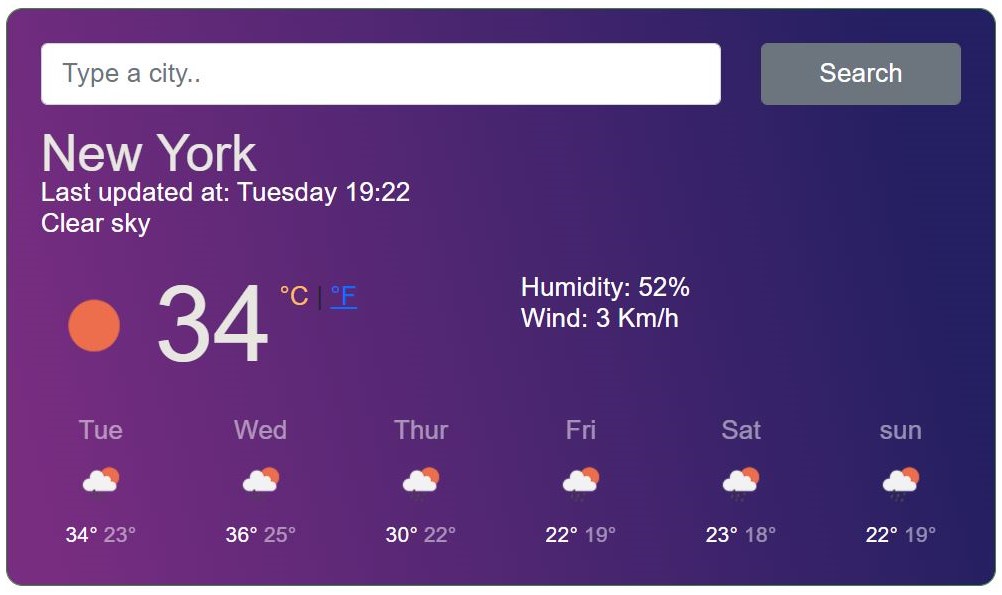 Type a city..
Search
New York
Last updated at: Tuesday 19:22
Clear sky
34 °C | °F
Humidity: 52%
Wind: 3 Km/h
Tue Wed Thur Fri Sat sun
34° 23° 36° 25° 30° 22° 22° 19° 23° 18° 22° 19°